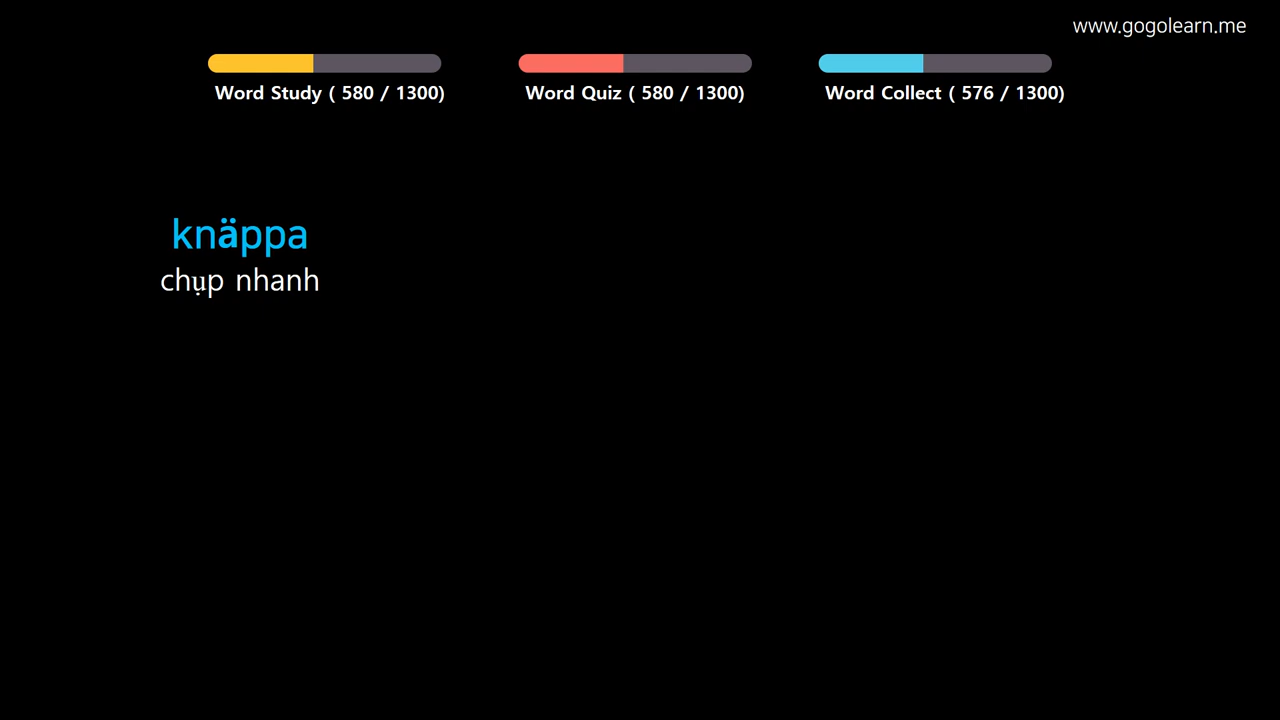 www.gogolearn.me
Word Study ( 580 / 1300)
Word Quiz ( 580 / 1300)
Word Collect ( 576 / 1300)
knäppa
chụp nhanh